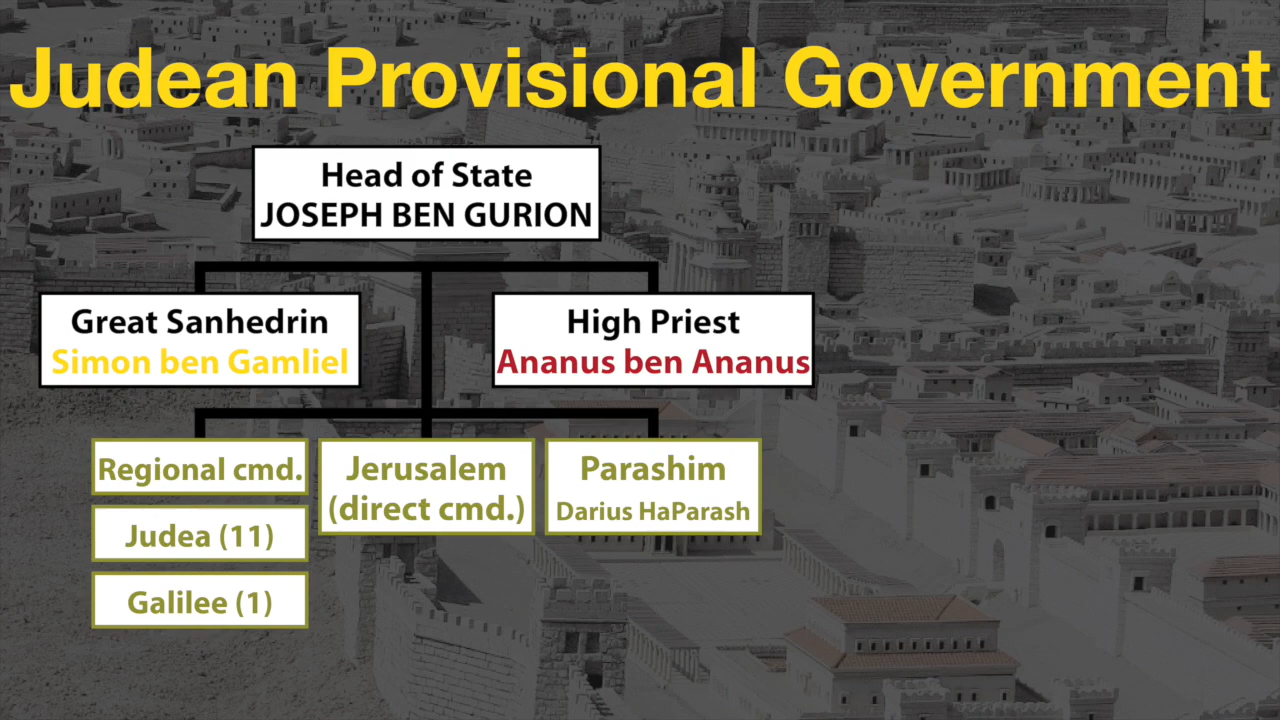 Judean Provisional Government
Head of State
JOSEPH BEN GURION
Great Sanhedrin
Simon ben Gamliel
High Priest
Ananus ben Ananus
Regional cmd.
Judea (11)
Galilee (1)
Jerusalem
(direct cmd.)
Parashim
Darius HaParash